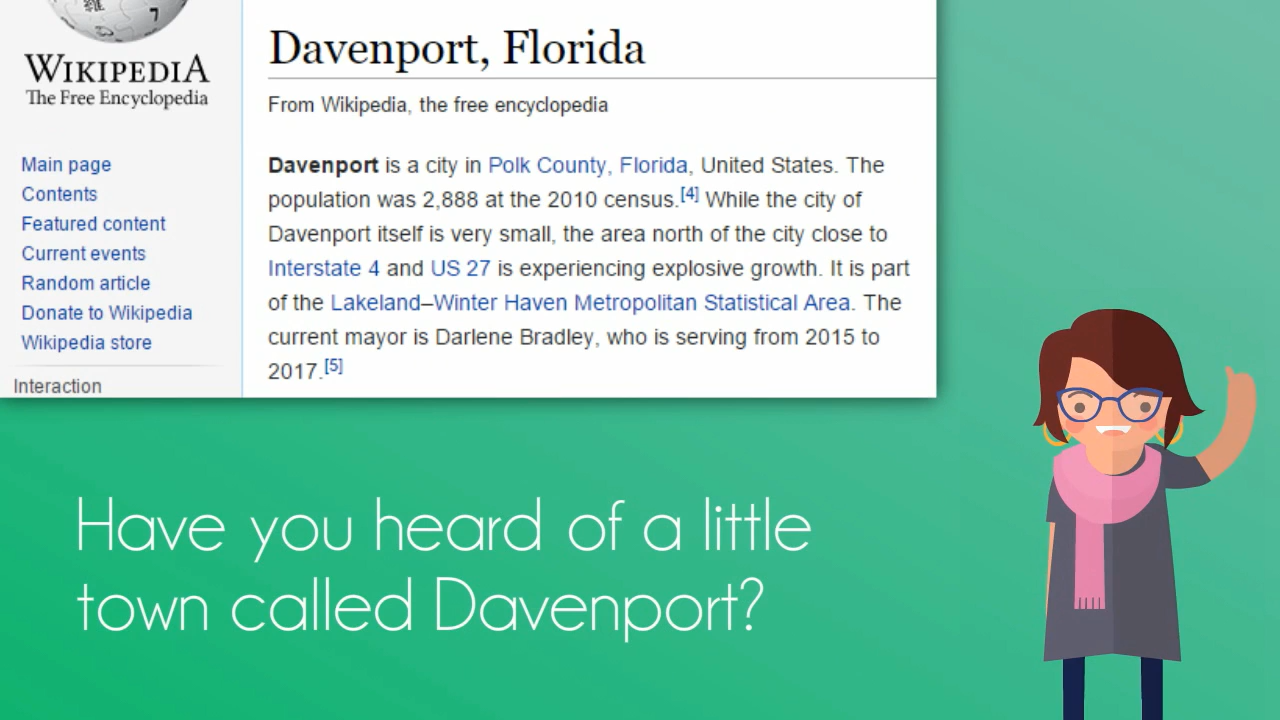 WIKIPEDIA
The Free Encyclopedia
Main page
Contents
Featured content
Current events
Random article
Donate to Wikipedia
Wikipedia store
Interaction
Davenport, Florida
From Wikipedia, the free encyclopedia
Davenport is a city in Polk County, Florida, United States. The
population was 2,888 at the 2010 census.[4] While the city of
Davenport itself is very small, the area north of the city close to
Interstate 4 and US 27 is experiencing explosive growth. It is part
of the Lakeland–Winter Haven Metropolitan Statistical Area. The
current mayor is Darlene Bradley, who is serving from 2015 to
2017.[5]
Have you heard of a little
town called Davenport?